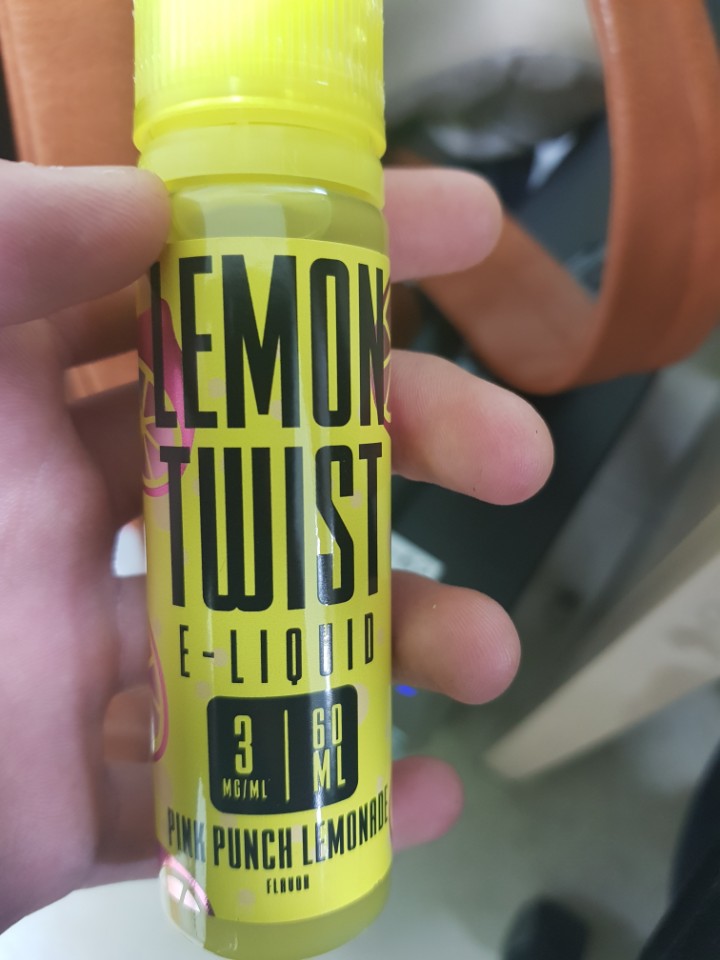 LEMON
TWIST
E-LIQUID
3 MG/ML | 60 ML
PINK PUNCH LEMONADE
FLAVOR